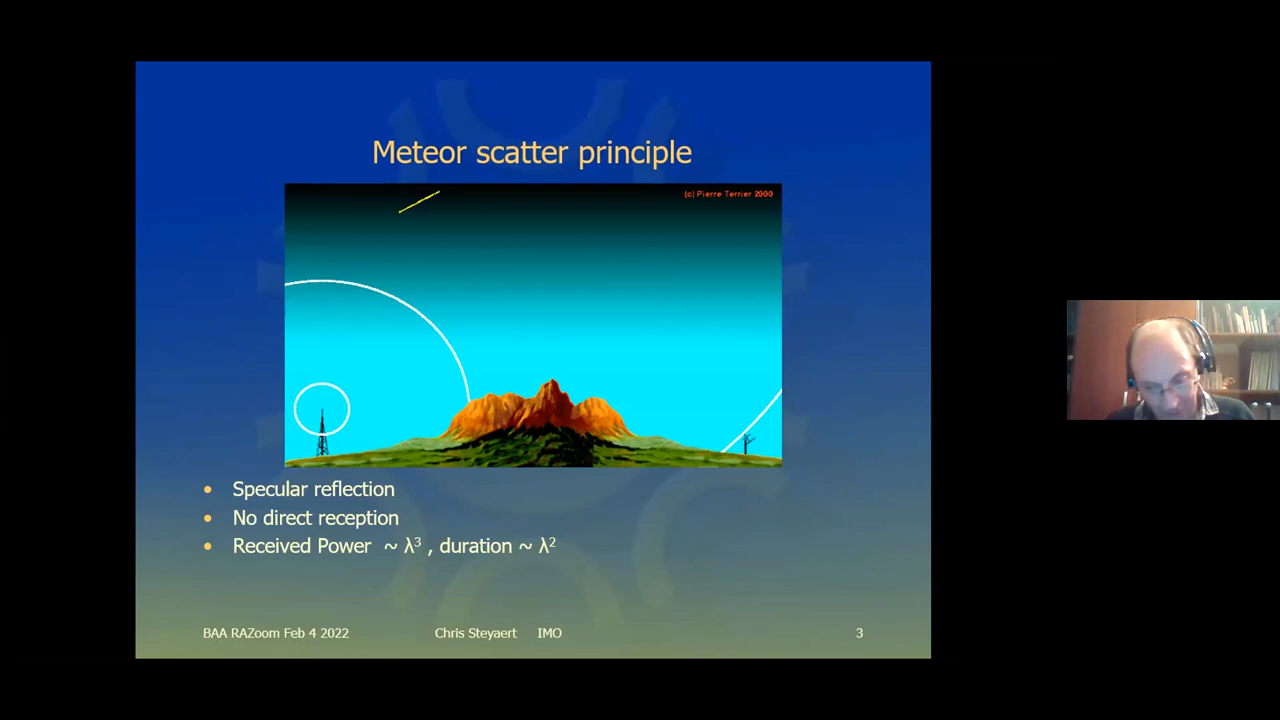 Meteor scatter principle
(c) Pierre Terrier 2000
• Specular reflection
• No direct reception
• Received Power ~ λ³ , duration ~ λ²
BAA RAZoom Feb 4 2022 Chris Steyaert IMO 3